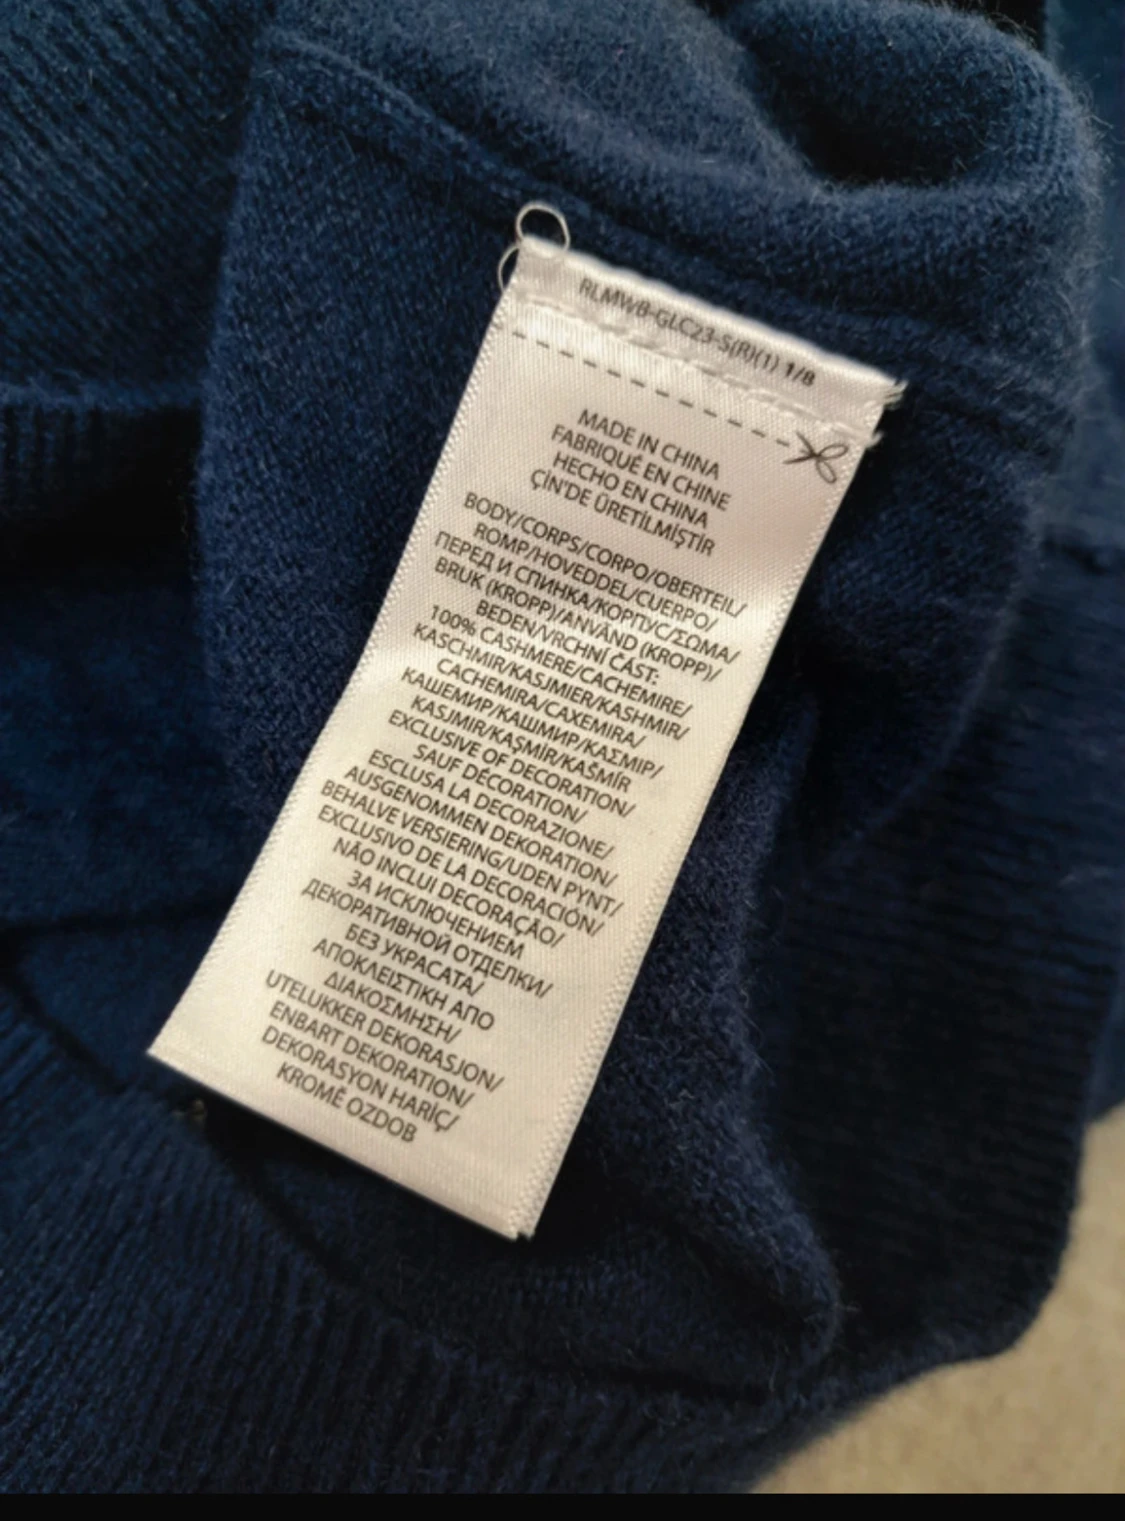 RLMWB-GLC23-S(R)(1) 1/8
MADE IN CHINA
FABRIQUÉ EN CHINE
HECHO EN CHINA
ÇİN'DE ÜRETİLMİŞTİR
BODY/CORPS/CORPO/OBERTEIL/
ROMP/HOVEDDEL/CUERPO/
ПЕРЕД И СПИНКА/КОРПУС/ΣΩΜΑ/
BRUK (KROPP)/ANVÄND (KROPP)/
BEDEN/VRCHNÍ ČÁST:
100% CASHMERE/CACHEMIRE/
KASCHMIR/KASJMIER/KASHMIR/
CACHEMIRA/CAXEMIRA/
КАШЕМИР/КАШМИР/ΚΑΣΜΙΡ/
KASJMIR/KAŞMİR/KAŠMÍR
EXCLUSIVE OF DECORATION/
SAUF DÉCORATION/
ESCLUSA LA DECORAZIONE/
AUSGENOMMEN DEKORATION/
BEHALVE VERSIERING/UDEN PYNT/
EXCLUSIVO DE LA DECORACIÓN/
NÃO INCLUI DECORAÇÃO/
ЗА ИСКЛЮЧЕНИЕМ
ДЕКОРАТИВНОЙ ОТДЕЛКИ/
БЕЗ УКРАСАТА/
ΑΠΟΚΛΕΙΣΤΙΚΗ ΑΠΟ
ΔΙΑΚΟΣΜΗΣΗ/
UTELUKKER DEKORASJON/
ENBART DEKORATION/
DEKORASYON HARİÇ/
KROMĚ OZDOB